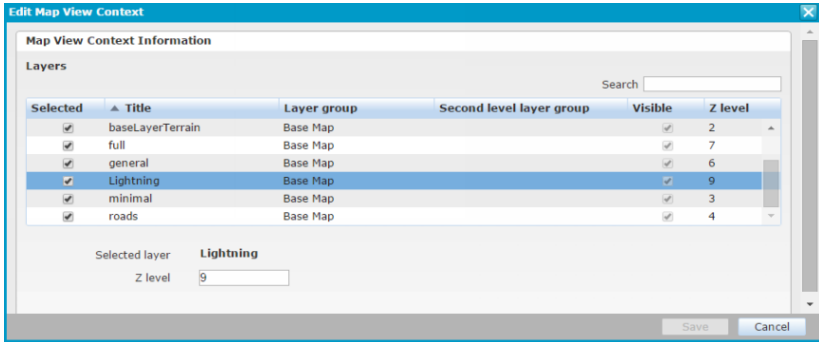 Edit Map View Context
Map View Context Information
Layers
Search
Selected Title Layer group Second level layer group Visible Z level
baseLayerTerrain Base Map 2
full Base Map 7
general Base Map 6
Lightning Base Map 9
minimal Base Map 3
roads Base Map 4
Selected layer Lightning
Z level 9
Save Cancel